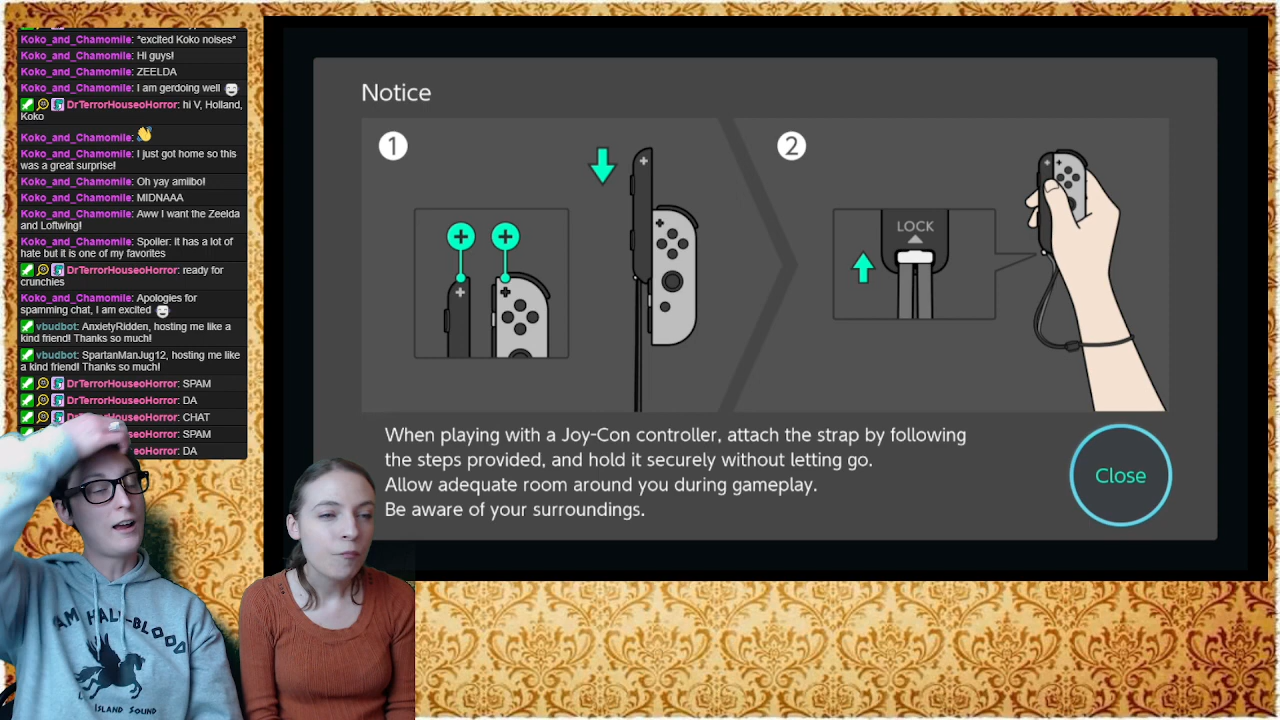 Koko_and_Chamomile: *excited Koko noises*
Koko_and_Chamomile: Hi guys!
Koko_and_Chamomile: ZEELDA
Koko_and_Chamomile: I am gerdoing well
DrTerrorHouseoHorror: hi V, Holland,
Koko
Koko_and_Chamomile:
Koko_and_Chamomile: I just got home so this
was a great surprise!
Koko_and_Chamomile: Oh yay amiibo!
Koko_and_Chamomile: MIDNAAA
Koko_and_Chamomile: Aww I want the Zeelda
and Loftwing!
Koko_and_Chamomile: Spoiler: it has a lot of
hate but it is one of my favorites
DrTerrorHouseoHorror: ready for
crunchies
Koko_and_Chamomile: Apologies for
spamming chat, I am excited
vbudbot: AnxietyRidden, hosting me like a
kind friend! Thanks so much!
vbudbot: SpartanManJug12, hosting me like
a kind friend! Thanks so much!
DrTerrorHouseoHorror: SPAM
DrTerrorHouseoHorror: DA
DrTerrorHouseoHorror: CHAT
eoHorror: SPAM
eoHorror: DA
Notice
1
2
LOCK
When playing with a Joy-Con controller, attach the strap by following
the steps provided, and hold it securely without letting go.
Allow adequate room around you during gameplay.
Be aware of your surroundings.
Close
AM HALF-BLOOD
ISLAND SOUND